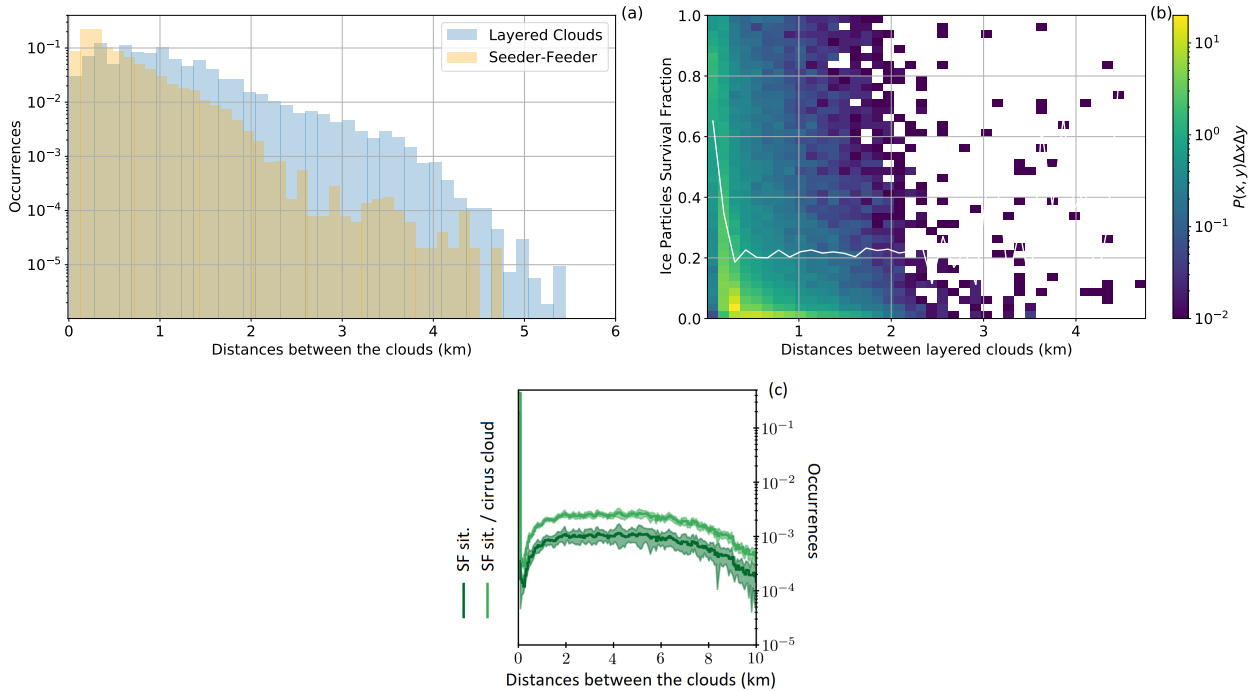 (a)
Layered Clouds
Seeder-Feeder
10⁻¹
10⁻²
10⁻³
10⁻⁴
10⁻⁵
Occurrences
0 1 2 3 4 5 6
Distances between the clouds (km)
(b)
1.0
0.8
0.6
0.4
0.2
0.0
Ice Particles Survival Fraction
1 2 3 4
Distances between layered clouds (km)
10¹
10⁰
10⁻¹
10⁻²
P(x, y)ΔxΔy
(c)
SF sit.
SF sit. / cirrus cloud
10⁻¹
10⁻²
10⁻³
10⁻⁴
10⁻⁵
Occurrences
0 2 4 6 8 10
Distances between the clouds (km)